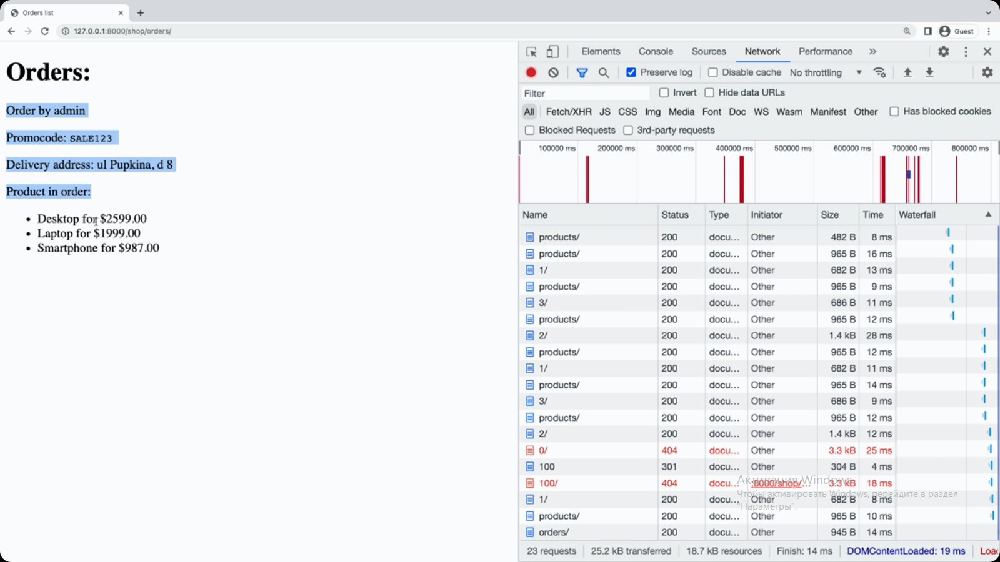 Orders list
127.0.0.1:8000/shop/orders/
Guest
Orders:
Order by admin
Promocode: SALE123
Delivery address: ul Pupkina, d 8
Product in order:
Desktop for $2599.00
Laptop for $1999.00
Smartphone for $987.00
Elements Console Sources Network Performance
Preserve log Disable cache No throttling
Filter Invert Hide data URLs
All Fetch/XHR JS CSS Img Media Font Doc WS Wasm Manifest Other Has blocked cookies
Blocked Requests 3rd-party requests
100000 ms 200000 ms 300000 ms 400000 ms 500000 ms 600000 ms 700000 ms 800000 ms
Name Status Type Initiator Size Time Waterfall
products/ 200 docu... Other 482 B 8 ms
products/ 200 docu... Other 965 B 16 ms
1/ 200 docu... Other 682 B 13 ms
products/ 200 docu... Other 965 B 9 ms
3/ 200 docu... Other 686 B 11 ms
products/ 200 docu... Other 965 B 12 ms
2/ 200 docu... Other 1.4 kB 28 ms
products/ 200 docu... Other 965 B 12 ms
1/ 200 docu... Other 682 B 11 ms
products/ 200 docu... Other 965 B 14 ms
3/ 200 docu... Other 686 B 9 ms
products/ 200 docu... Other 965 B 12 ms
2/ 200 docu... Other 1.4 kB 12 ms
0/ 404 docu... Other 3.3 kB 25 ms
100 301 docu... Other 304 B 4 ms
100/ 404 docu... :8000/shop/... 3.3 kB 18 ms
1/ 200 docu... Other 682 B 8 ms
products/ 200 docu... Other 965 B 10 ms
orders/ 200 docu... Other 945 B 14 ms
Активация Windows
Чтобы активировать Windows, перейдите в раздел
"Параметры".
23 requests 25.2 kB transferred 18.7 kB resources Finish: 14 ms DOMContentLoaded: 19 ms